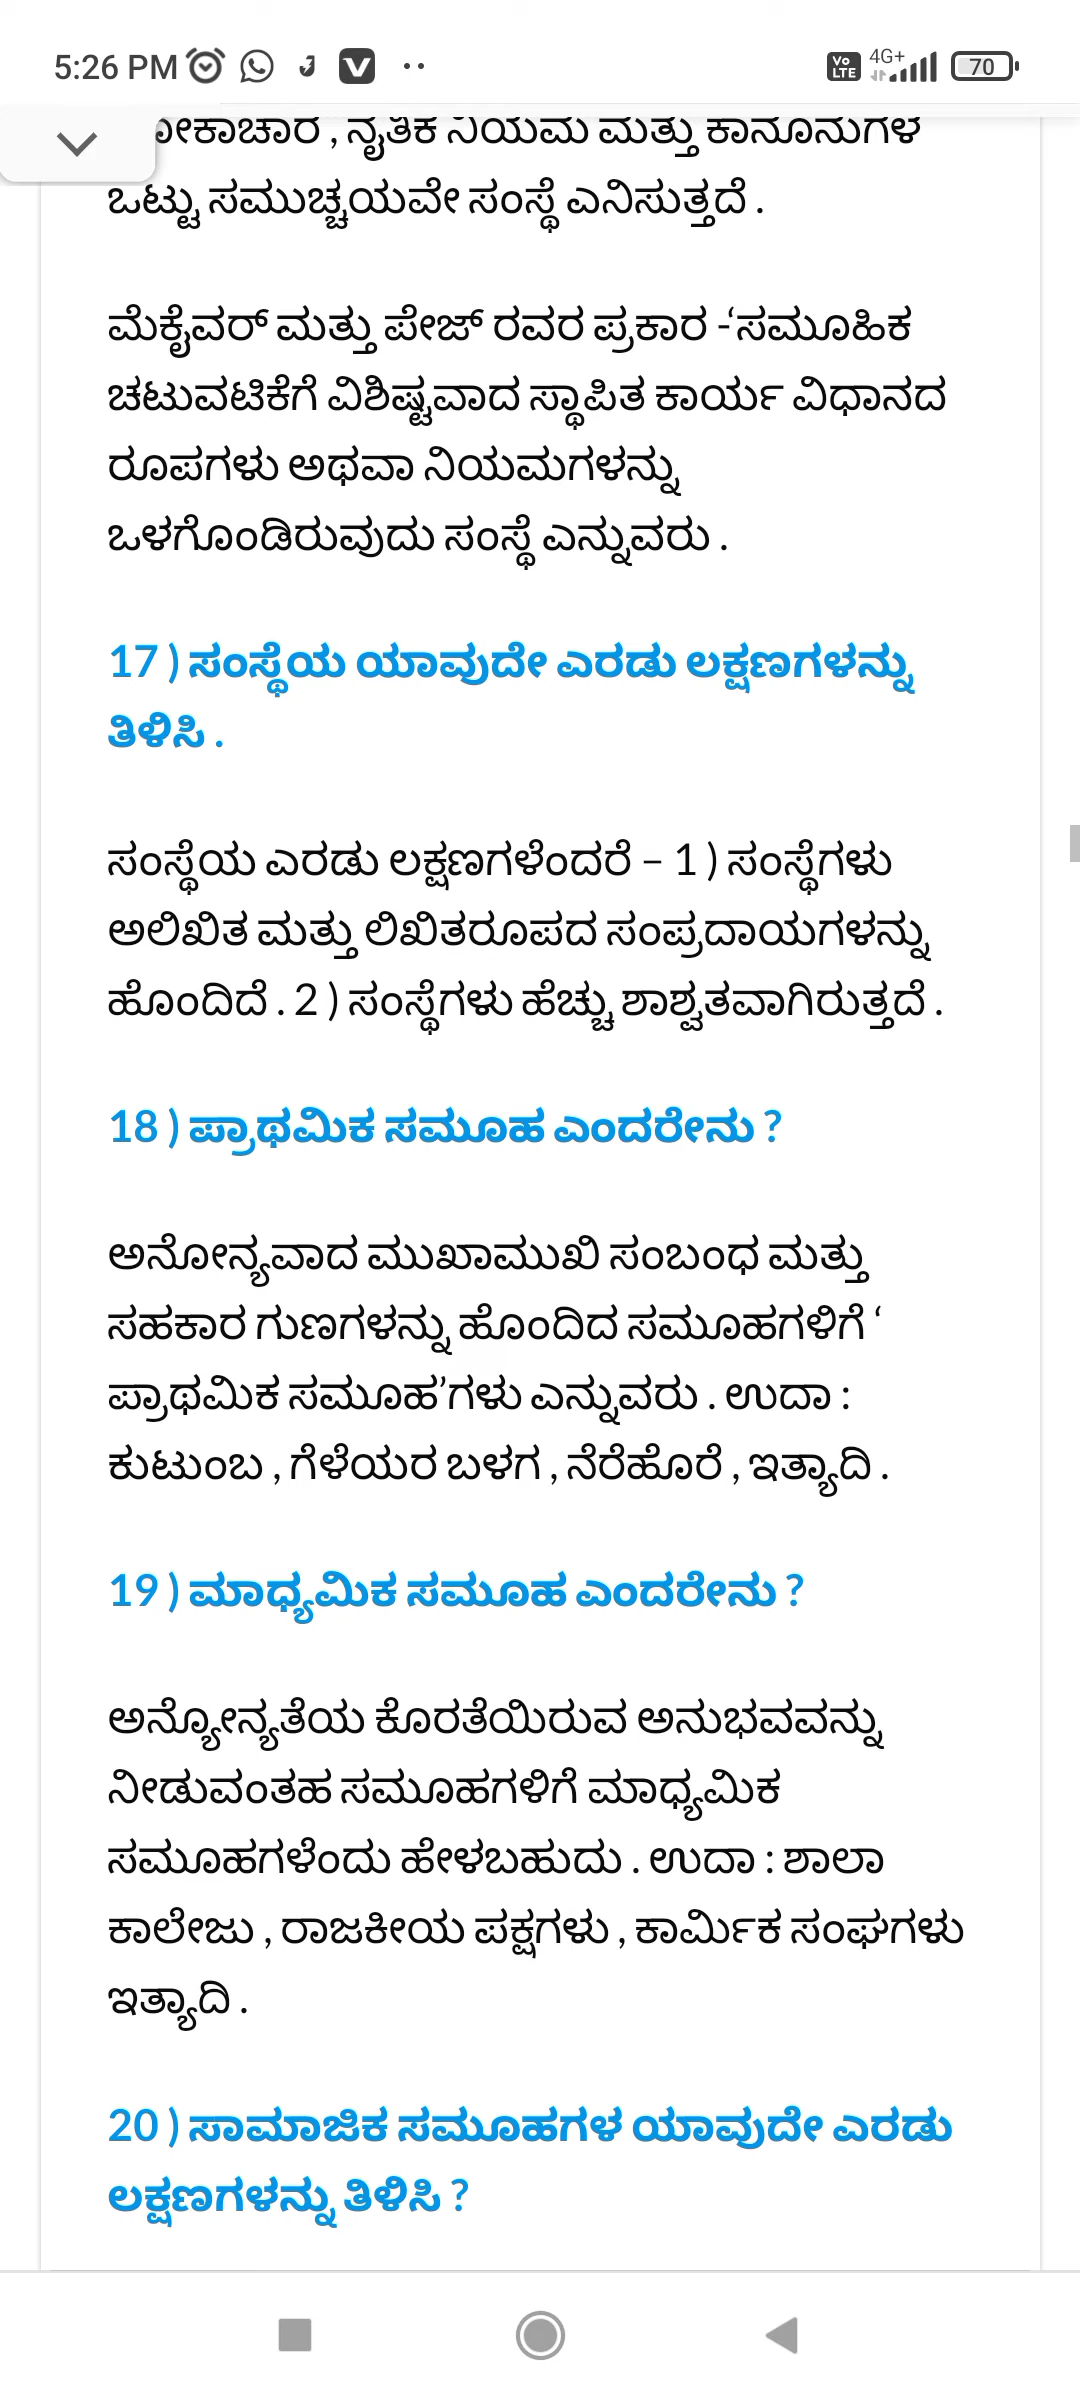 5:26 PM
Vo LTE 4G+ 70
ನೈತಿಕ ನಿಯಮ ಮತ್ತು ಕಾನೂನುಗಳ
ಒಟ್ಟು ಸಮುಚ್ಚಯವೇ ಸಂಸ್ಥೆ ಎನಿಸುತ್ತದೆ .
ಮೆಕೈವರ್ ಮತ್ತು ಪೇಜ್ ರವರ ಪ್ರಕಾರ -‘ಸಮೂಹಿಕ
ಚಟುವಟಿಕೆಗೆ ವಿಶಿಷ್ಟವಾದ ಸ್ಥಾಪಿತ ಕಾರ್ಯ ವಿಧಾನದ
ರೂಪಗಳು ಅಥವಾ ನಿಯಮಗಳನ್ನು
ಒಳಗೊಂಡಿರುವುದು ಸಂಸ್ಥೆ ಎನ್ನುವರು .
17 ) ಸಂಸ್ಥೆಯ ಯಾವುದೇ ಎರಡು ಲಕ್ಷಣಗಳನ್ನು
ತಿಳಿಸಿ .
ಸಂಸ್ಥೆಯ ಎರಡು ಲಕ್ಷಣಗಳೆಂದರೆ – 1 ) ಸಂಸ್ಥೆಗಳು
ಅಲಿಖಿತ ಮತ್ತು ಲಿಖಿತರೂಪದ ಸಂಪ್ರದಾಯಗಳನ್ನು
ಹೊಂದಿದೆ . 2 ) ಸಂಸ್ಥೆಗಳು ಹೆಚ್ಚು ಶಾಶ್ವತವಾಗಿರುತ್ತದೆ .
18 ) ಪ್ರಾಥಮಿಕ ಸಮೂಹ ಎಂದರೇನು ?
ಅನೋನ್ಯವಾದ ಮುಖಾಮುಖಿ ಸಂಬಂಧ ಮತ್ತು
ಸಹಕಾರ ಗುಣಗಳನ್ನು ಹೊಂದಿದ ಸಮೂಹಗಳಿಗೆ ‘
ಪ್ರಾಥಮಿಕ ಸಮೂಹ’ಗಳು ಎನ್ನುವರು . ಉದಾ :
ಕುಟುಂಬ , ಗೆಳೆಯರ ಬಳಗ , ನೆರೆಹೊರೆ , ಇತ್ಯಾದಿ .
19 ) ಮಾಧ್ಯಮಿಕ ಸಮೂಹ ಎಂದರೇನು ?
ಅನ್ಯೋನ್ಯತೆಯ ಕೊರತೆಯಿರುವ ಅನುಭವವನ್ನು
ನೀಡುವಂತಹ ಸಮೂಹಗಳಿಗೆ ಮಾಧ್ಯಮಿಕ
ಸಮೂಹಗಳೆಂದು ಹೇಳಬಹುದು . ಉದಾ : ಶಾಲಾ
ಕಾಲೇಜು , ರಾಜಕೀಯ ಪಕ್ಷಗಳು , ಕಾರ್ಮಿಕ ಸಂಘಗಳು
ಇತ್ಯಾದಿ .
20 ) ಸಾಮಾಜಿಕ ಸಮೂಹಗಳ ಯಾವುದೇ ಎರಡು
ಲಕ್ಷಣಗಳನ್ನು ತಿಳಿಸಿ ?